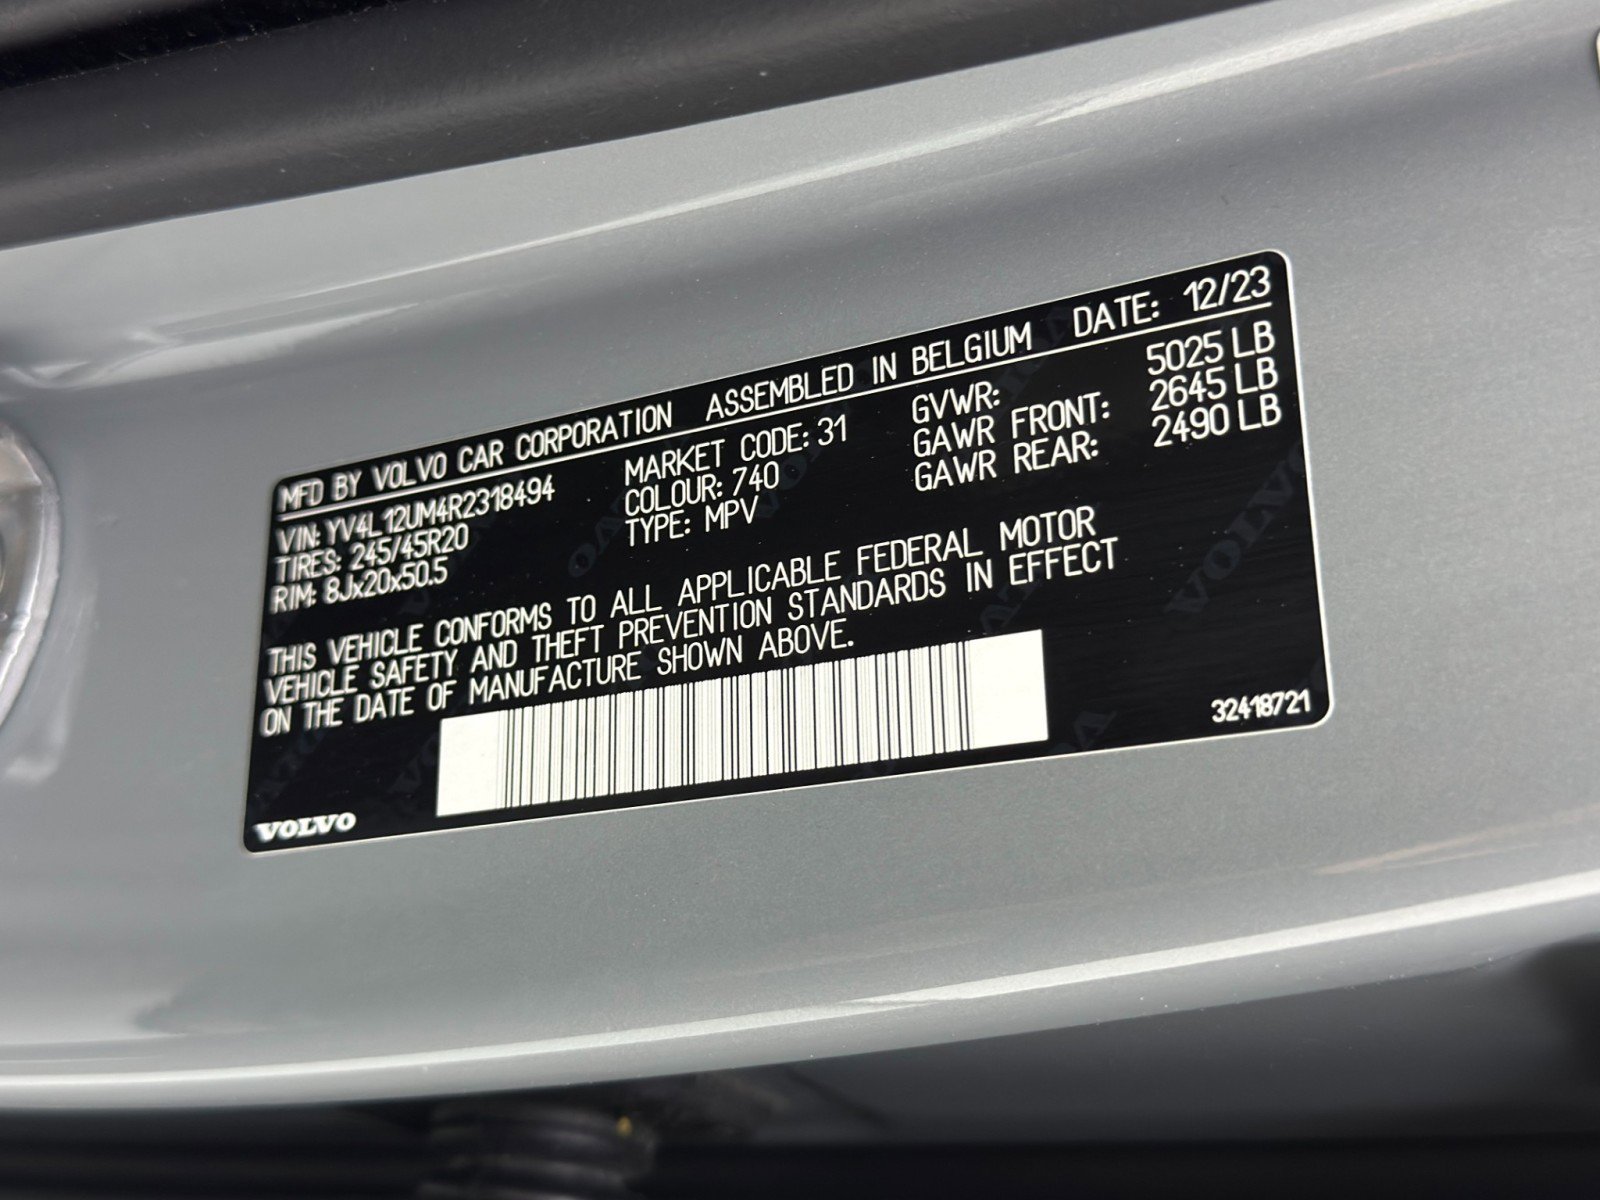 MFD BY VOLVO CAR CORPORATION ASSEMBLED IN BELGIUM DATE: 12/23
VIN: YV4L12UM4R2318494
TIRES: 245/45R20
RIM: 8Jx20x50.5
MARKET CODE: 31
COLOUR: 740
TYPE: MPV
GVWR: 5025 LB
GAWR FRONT: 2645 LB
GAWR REAR: 2490 LB
THIS VEHICLE CONFORMS TO ALL APPLICABLE FEDERAL MOTOR
VEHICLE SAFETY AND THEFT PREVENTION STANDARDS IN EFFECT
ON THE DATE OF MANUFACTURE SHOWN ABOVE.
32418721
VOLVO